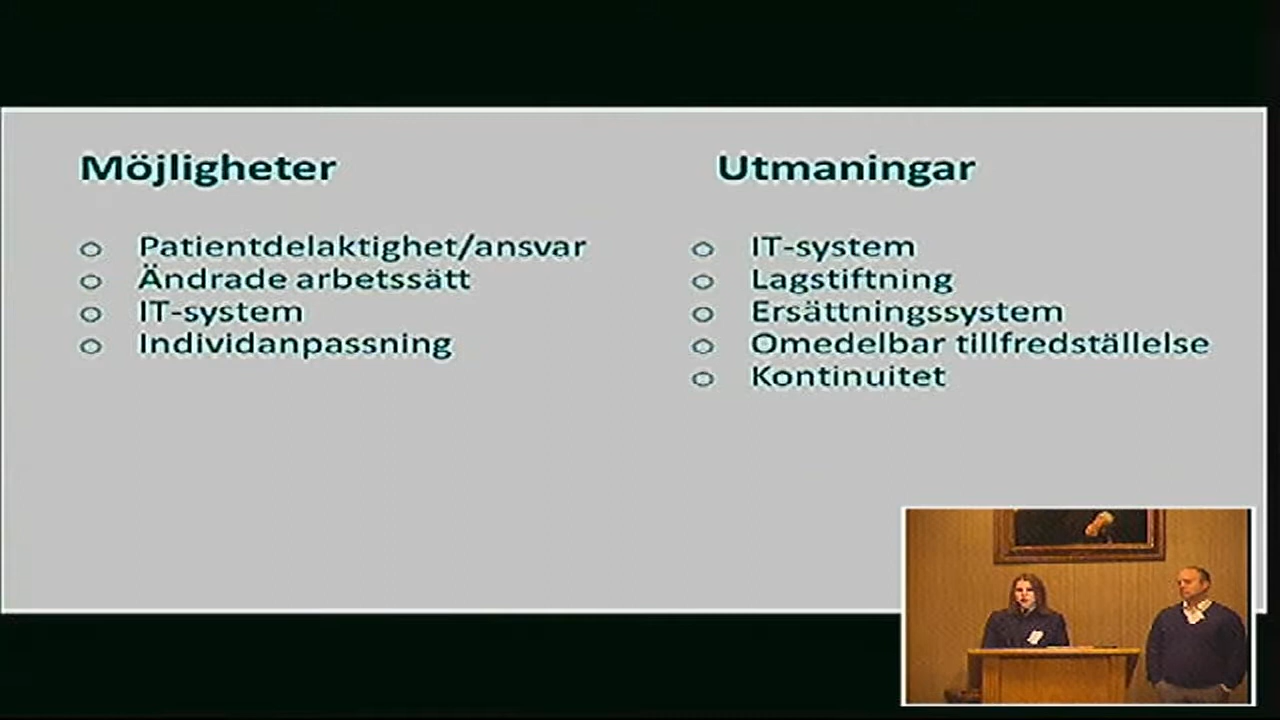 Möjligheter
Patientdelaktighet/ansvar
Ändrade arbetssätt
IT-system
Individanpassning
Utmaningar
IT-system
Lagstiftning
Ersättningssystem
Omedelbar tillfredställelse
Kontinuitet